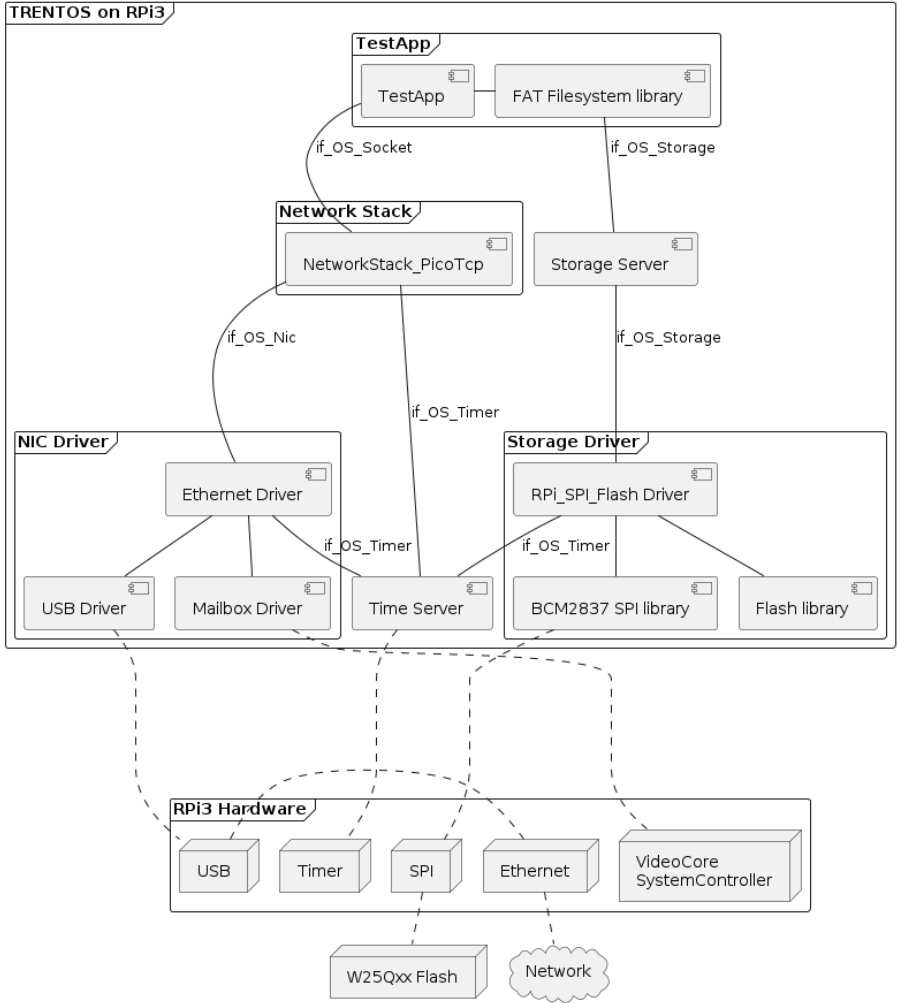 TRENTOS on RPi3
TestApp
TestApp
FAT Filesystem library
if_OS_Socket
if_OS_Storage
Network Stack
NetworkStack_PicoTcp
Storage Server
if_OS_Nic
if_OS_Storage
if_OS_Timer
NIC Driver
Storage Driver
Ethernet Driver
RPi_SPI_Flash Driver
if_OS_Timer
if_OS_Timer
USB Driver
Mailbox Driver
Time Server
BCM2837 SPI library
Flash library
RPi3 Hardware
USB
Timer
SPI
Ethernet
VideoCore
SystemController
W25Qxx Flash
Network